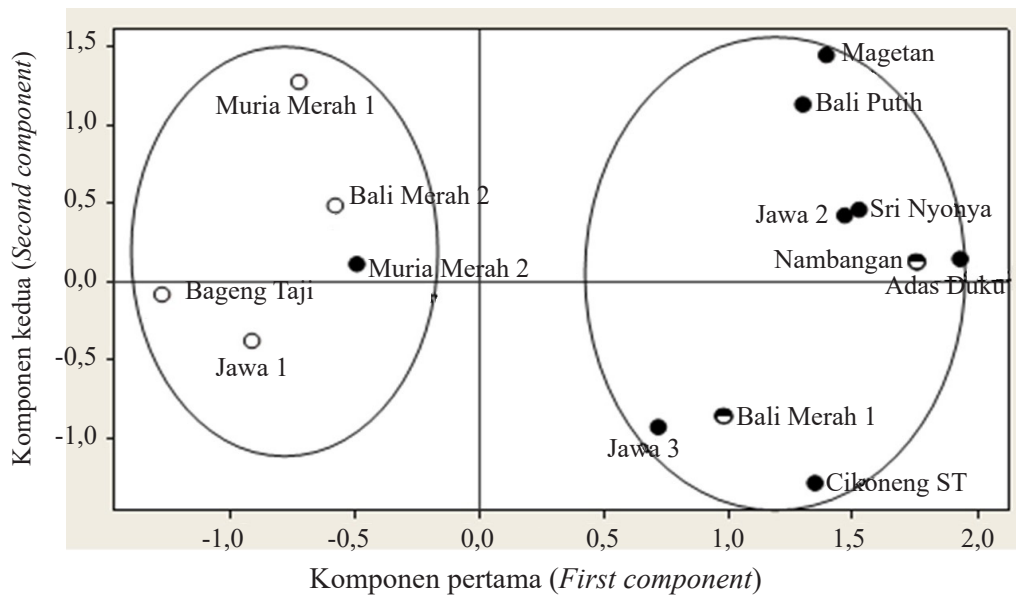 Komponen kedua (Second component)
1,5
1,0
0,5
0,0
-0,5
-1,0
Magetan
Muria Merah 1
Bali Putih
Bali Merah 2
Jawa 2
Sri Nyonya
Muria Merah 2
Nambangan
Bageng Taji
Adas Duku
Jawa 1
Bali Merah 1
Jawa 3
Cikoneng ST
-1,0 -0,5 0,0 0,5 1,0 1,5 2,0
Komponen pertama (First component)